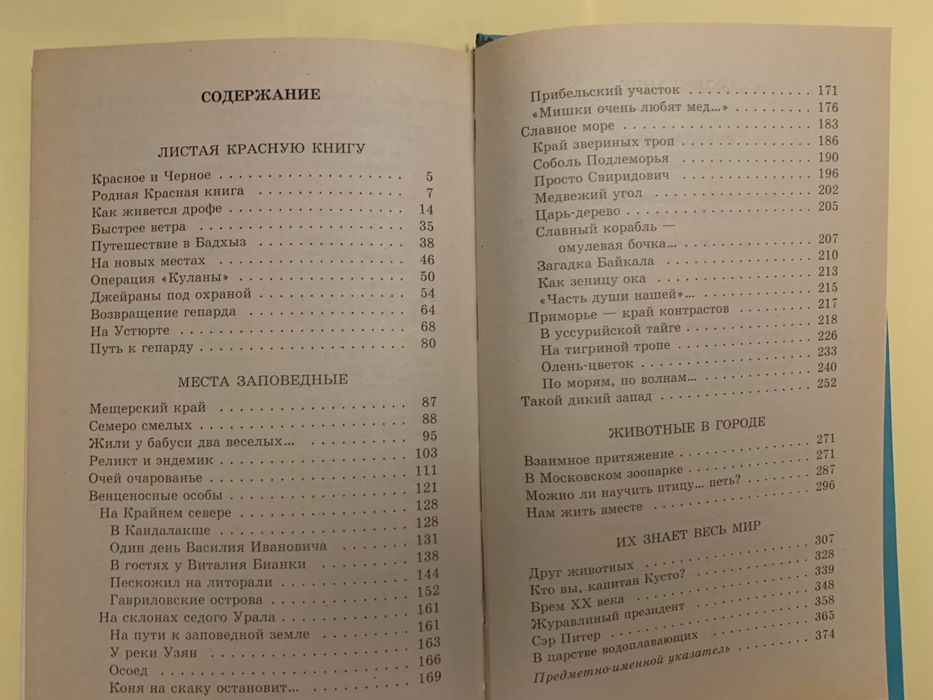 СОДЕРЖАНИЕ
ЛИСТАЯ КРАСНУЮ КНИГУ
Красное и Черное . . . . . . . . . . . . . . . . . . . 5
Родная Красная книга . . . . . . . . . . . . . . . . 7
Как живется дрофе . . . . . . . . . . . . . . . . . . 14
Быстрее ветра . . . . . . . . . . . . . . . . . . . . . 35
Путешествие в Бадхыз . . . . . . . . . . . . . . . . 38
На новых местах . . . . . . . . . . . . . . . . . . . 46
Операция «Куланы» . . . . . . . . . . . . . . . . . 50
Джейраны под охраной . . . . . . . . . . . . . . . 54
Возвращение гепарда . . . . . . . . . . . . . . . . 64
На Устюрте . . . . . . . . . . . . . . . . . . . . . . . 68
Путь к гепарду . . . . . . . . . . . . . . . . . . . . . 80
МЕСТА ЗАПОВЕДНЫЕ
Мещерский край . . . . . . . . . . . . . . . . . . . 87
Семеро смелых . . . . . . . . . . . . . . . . . . . . 88
Жили у бабуси два веселых... . . . . . . . . . . . 95
Реликт и эндемик . . . . . . . . . . . . . . . . . . . 103
Очей очарованье . . . . . . . . . . . . . . . . . . . 111
Венценосные особы . . . . . . . . . . . . . . . . . 121
На Крайнем севере . . . . . . . . . . . . . . . . . 128
В Кандалакше . . . . . . . . . . . . . . . . . . . . 128
Один день Василия Ивановича . . . . . . . 131
В гостях у Виталия Бианки . . . . . . . . . . 138
Пескожил на литорали . . . . . . . . . . . . . 144
Гавриловские острова . . . . . . . . . . . . . . 152
На склонах седого Урала . . . . . . . . . . . . . 161
На пути к заповедной земле . . . . . . . . . 161
У реки Узян . . . . . . . . . . . . . . . . . . . . . 163
Осоед . . . . . . . . . . . . . . . . . . . . . . . . . . 166
Коня на скаку остановит... . . . . . . . . . . 169
Прибельский участок . . . . . . . . . . . . . . 171
«Мишки очень любят мед...» . . . . . . . . . 176
Славное море . . . . . . . . . . . . . . . . . . . . . 183
Край звериных троп . . . . . . . . . . . . . . . 186
Соболь Подлеморья . . . . . . . . . . . . . . . 190
Просто Свиридович . . . . . . . . . . . . . . . 196
Медвежий угол . . . . . . . . . . . . . . . . . . 202
Царь-дерево . . . . . . . . . . . . . . . . . . . . 205
Славный корабль —
омулевая бочка... . . . . . . . . . . . . . . . . 207
Загадка Байкала . . . . . . . . . . . . . . . . . 210
Как зеницу ока . . . . . . . . . . . . . . . . . . 213
«Часть души нашей»... . . . . . . . . . . . . . 215
Приморье — край контрастов . . . . . . . . . 217
В уссурийской тайге . . . . . . . . . . . . . . . 218
На тигриной тропе . . . . . . . . . . . . . . . . 226
Олень-цветок . . . . . . . . . . . . . . . . . . . . 233
По морям, по волнам... . . . . . . . . . . . . . 240
Такой дикий запад . . . . . . . . . . . . . . . . . 252
ЖИВОТНЫЕ В ГОРОДЕ
Взаимное притяжение . . . . . . . . . . . . . . . 271
В Московском зоопарке . . . . . . . . . . . . . . 271
Можно ли научить птицу... петь? . . . . . . . . 287
Нам жить вместе . . . . . . . . . . . . . . . . . . . 296
ИХ ЗНАЕТ ВЕСЬ МИР
Друг животных . . . . . . . . . . . . . . . . . . . . 307
Кто вы, капитан Кусто? . . . . . . . . . . . . . . 328
Брем XX века . . . . . . . . . . . . . . . . . . . . . 339
Журавлиный президент . . . . . . . . . . . . . . 348
Сэр Питер . . . . . . . . . . . . . . . . . . . . . . . . 358
В царстве водоплавающих . . . . . . . . . . . . 365
Предметно-именной указатель . . . . . . . . . 374